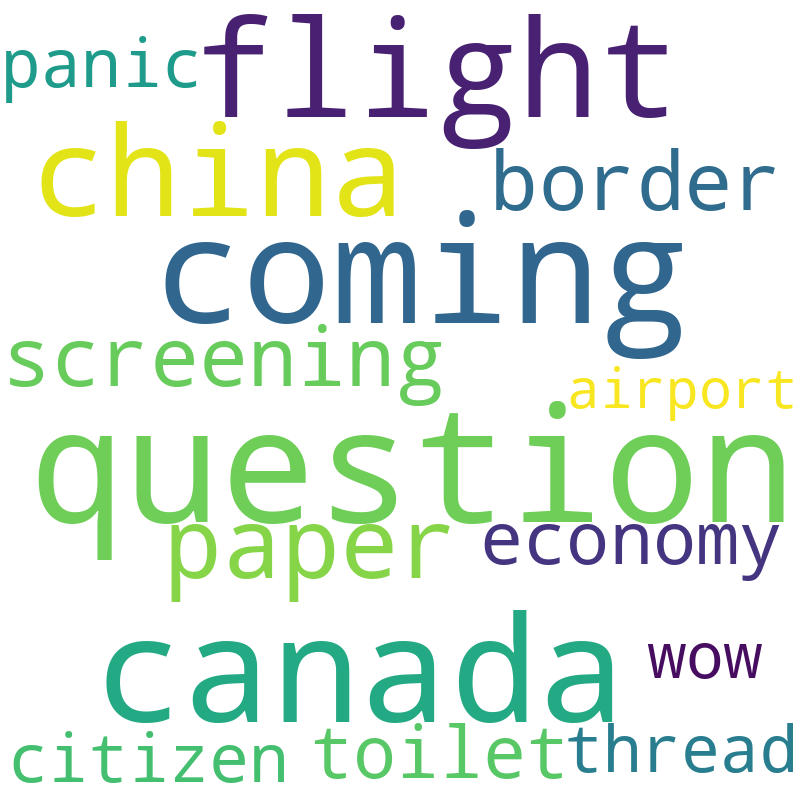 panic flight
china border
coming
screening airport
question
paper economy
canada wow
citizen toilet thread